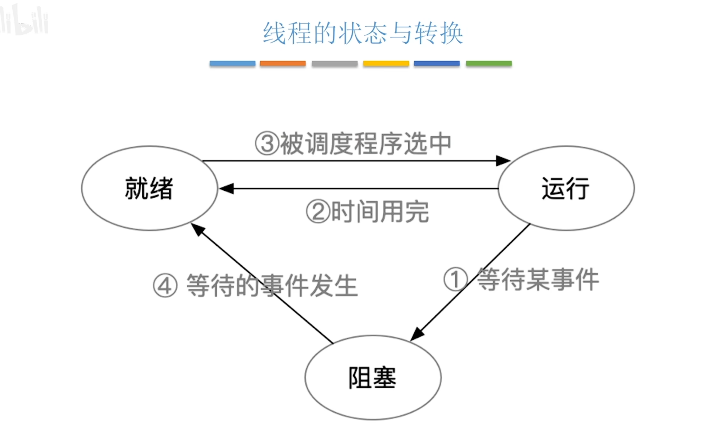 libili
线程的状态与转换
③被调度程序选中
就绪
运行
②时间用完
④ 等待的事件发生
① 等待某事件
阻塞